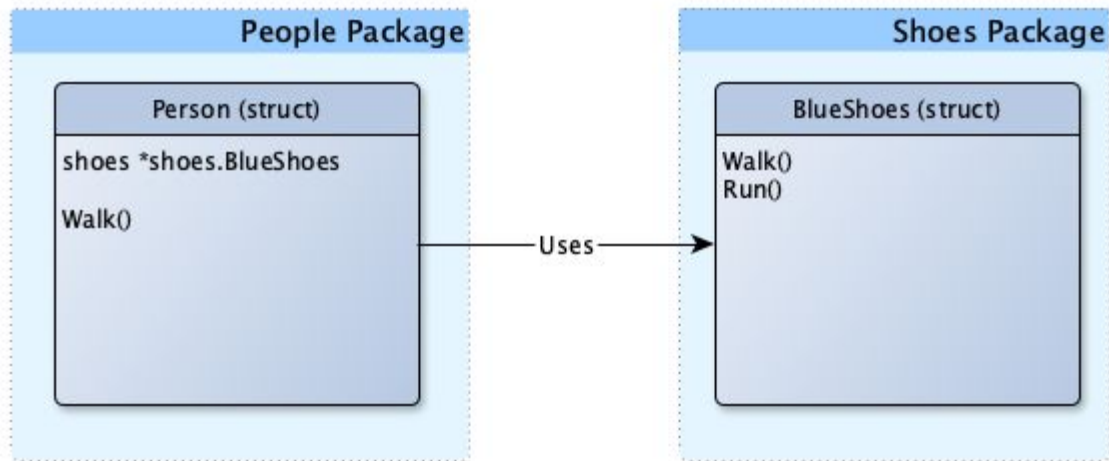 People Package
Person (struct)
shoes *shoes.BlueShoes
Walk()
Uses
Shoes Package
BlueShoes (struct)
Walk()
Run()